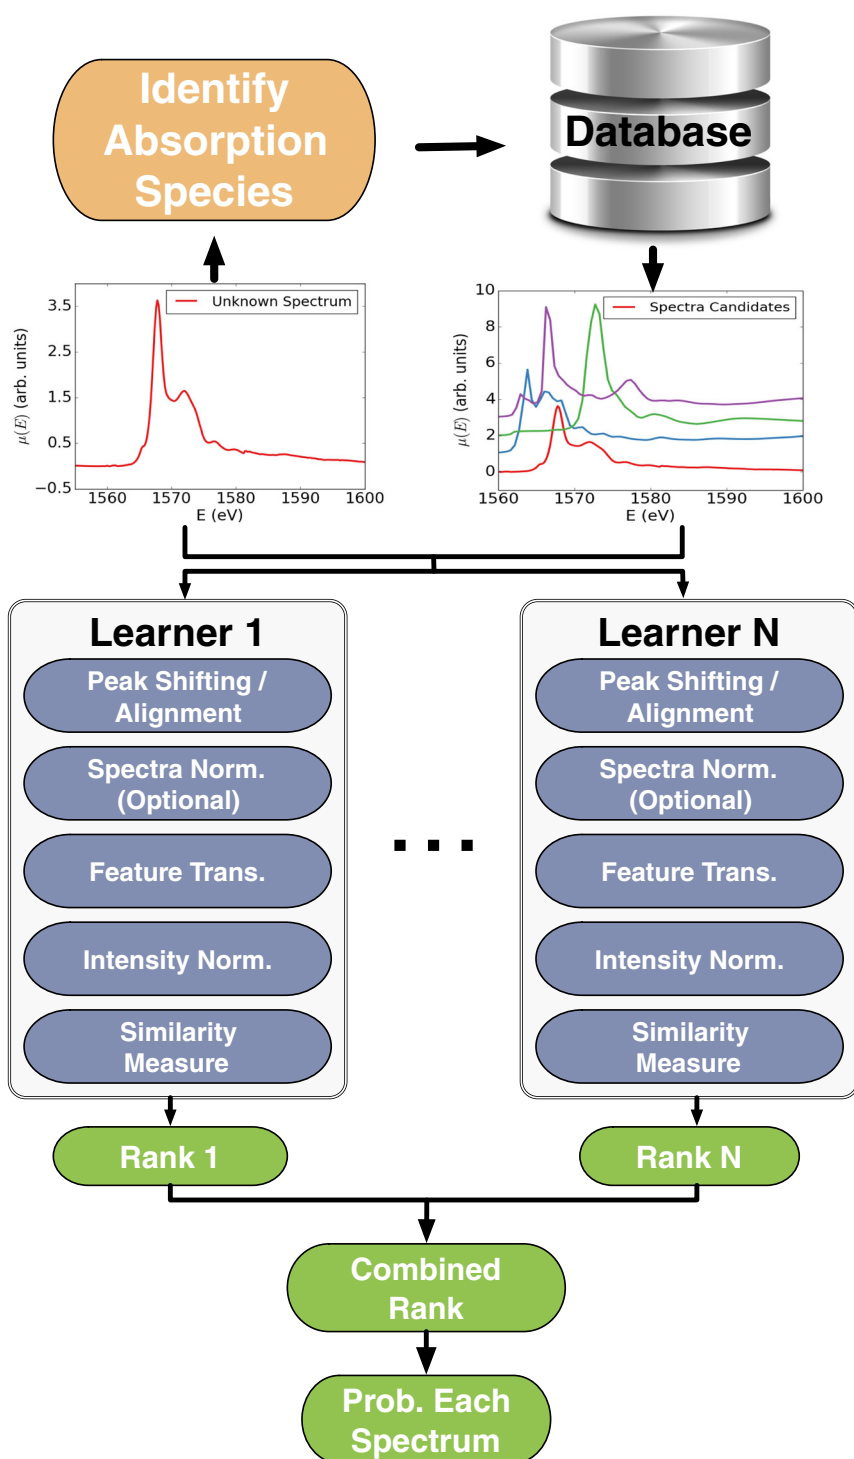 Identify
Absorption
Species
Database
3.5
2.5
1.5
0.5
−0.5
μ(E) (arb. units)
Unknown Spectrum
1560
1570
1580
1590
1600
E (eV)
10
8
6
4
2
0
μ(E) (arb. units)
Spectra Candidates
1560
1570
1580
1590
1600
E (eV)
Learner 1
Peak Shifting /
Alignment
Spectra Norm.
(Optional)
Feature Trans.
Intensity Norm.
Similarity
Measure
. . .
Learner N
Peak Shifting /
Alignment
Spectra Norm.
(Optional)
Feature Trans.
Intensity Norm.
Similarity
Measure
Rank 1
Rank N
Combined
Rank
Prob. Each
Spectrum